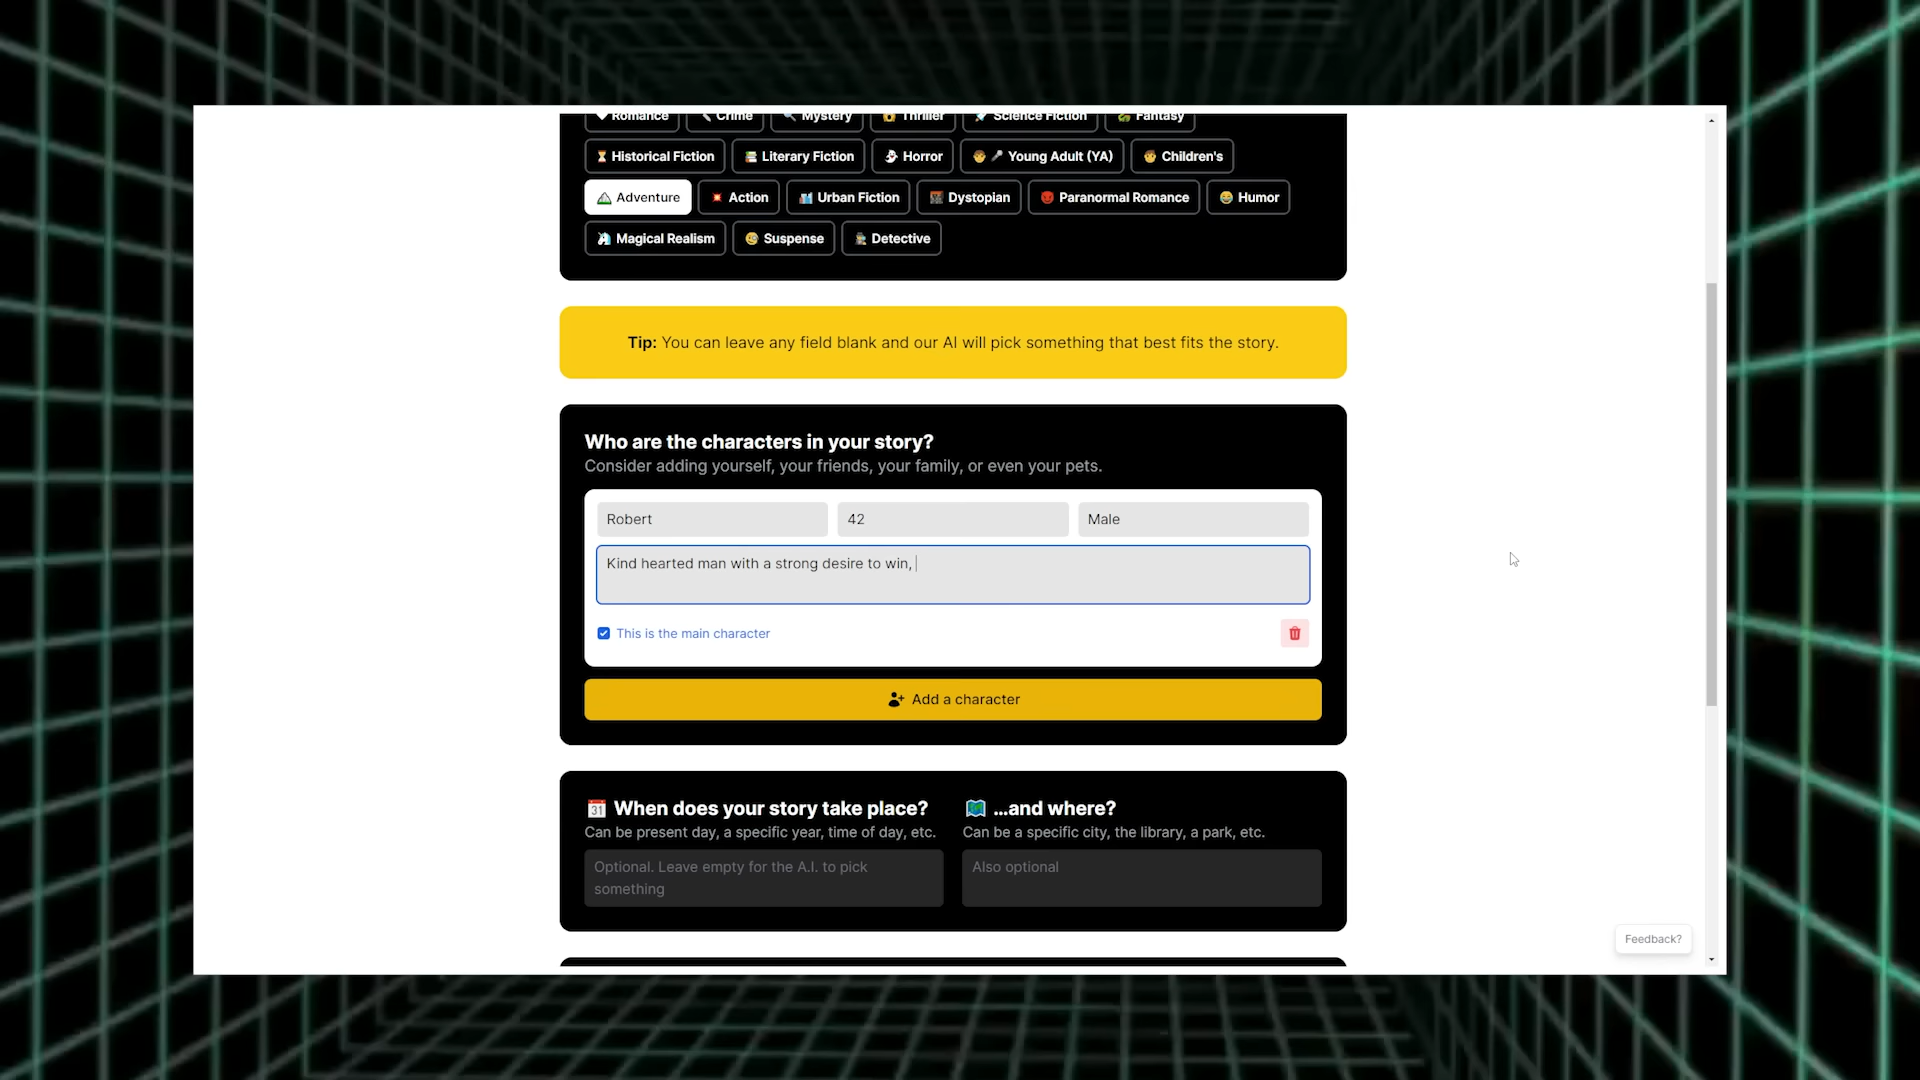 Romance Crime Mystery Thriller Science Fiction Fantasy
Historical Fiction Literary Fiction Horror Young Adult (YA) Children's
Adventure Action Urban Fiction Dystopian Paranormal Romance Humor
Magical Realism Suspense Detective
Tip: You can leave any field blank and our AI will pick something that best fits the story.
Who are the characters in your story?
Consider adding yourself, your friends, your family, or even your pets.
Robert 42 Male
Kind hearted man with a strong desire to win,
This is the main character
Add a character
31 When does your story take place?
Can be present day, a specific year, time of day, etc.
Optional. Leave empty for the A.I. to pick
something
...and where?
Can be a specific city, the library, a park, etc.
Also optional
Feedback?